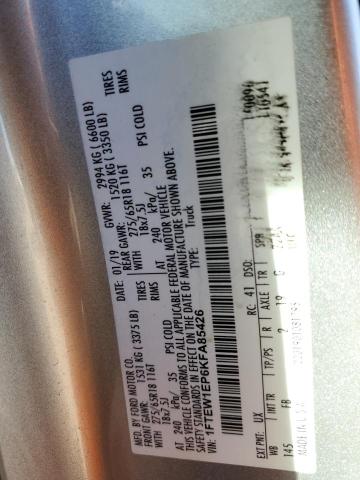 MFD. BY FORD MOTOR CO.
01/19
GVWR: 2994 KG ( 6600 LB)
FRONT GAWR: 1531 KG ( 3375 LB)
REAR GAWR: 1520 KG ( 3350 LB)
WITH 275/65R18 116T TIRES
275/65R18 116T TIRES
18x7.5J RIMS
18x7.5J RIMS
AT 240 kPa/ 35 PSI COLD
AT 240 kPa/ 35 PSI COLD
THIS VEHICLE CONFORMS TO ALL APPLICABLE FEDERAL MOTOR VEHICLE
SAFETY STANDARDS IN EFFECT ON THE DATE OF MANUFACTURE SHOWN ABOVE.
VIN: 1FTEW1EP6KFA85426
TYPE: Truck
EXT PNT: UX RC: 41 DSO:
WB INT TR TP/PS R AXLE TR SPR
145 FB 2 19 G